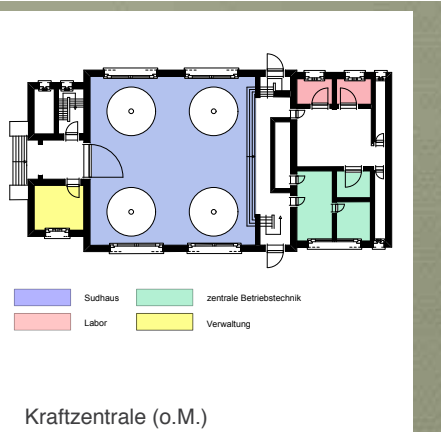 Sudhaus
zentrale Betriebstechnik
Labor
Verwaltung
Kraftzentrale (o.M.)